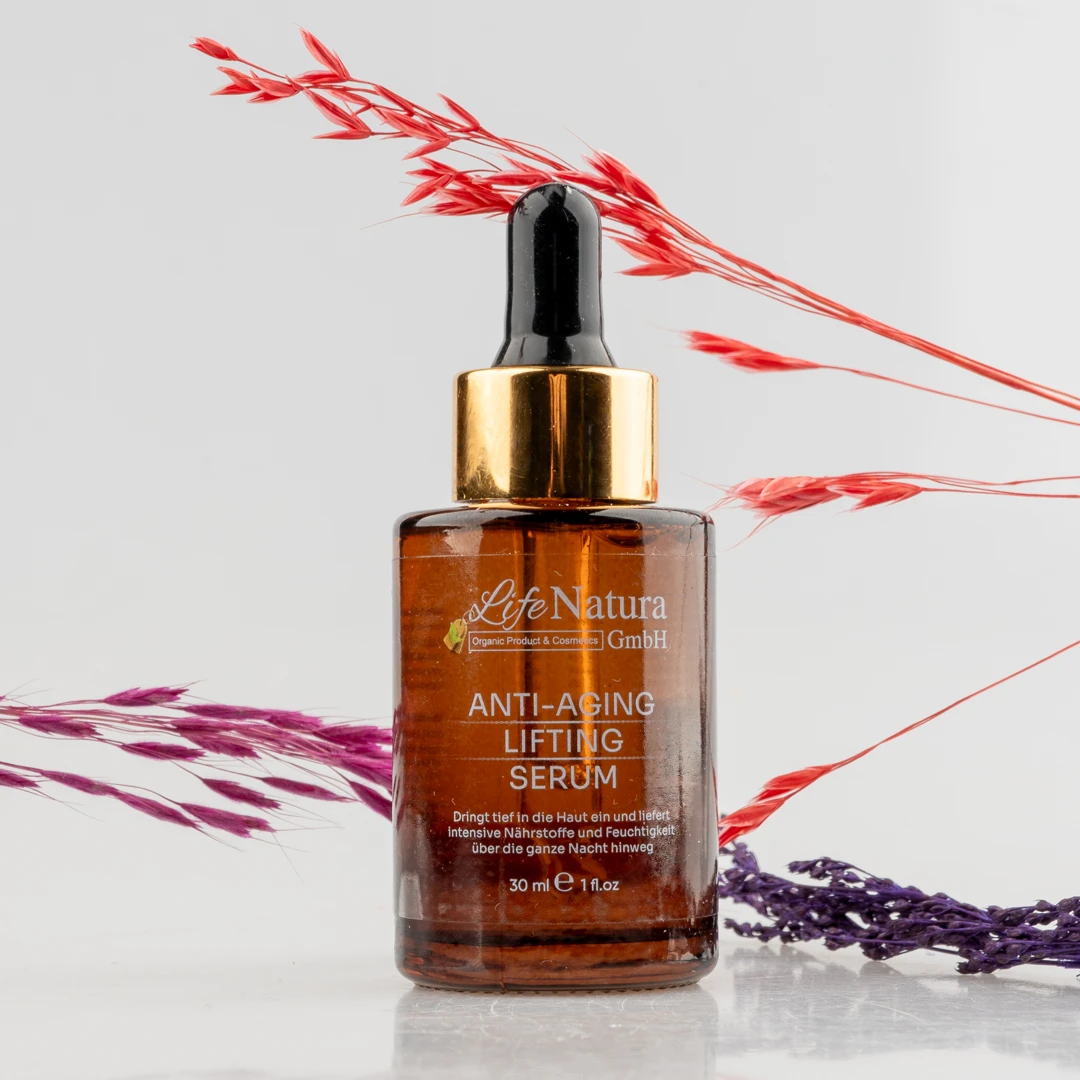 Life Natura
Organic Product & Cosmetics GmbH
ANTI-AGING
LIFTING
SERUM
Dringt tief in die Haut ein und liefert
intensive Nährstoffe und Feuchtigkeit
über die ganze Nacht hinweg
30 ml ℮ 1 fl.oz